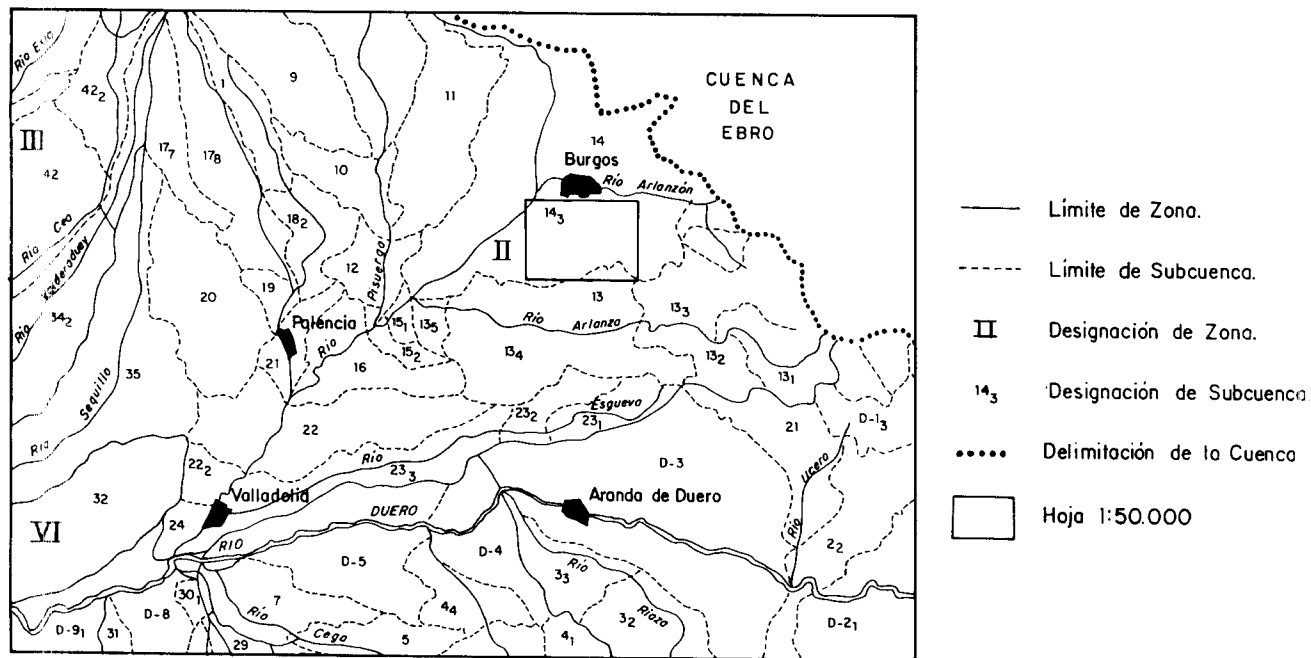 CUENCA
DEL
EBRO
Río Esla
42₂
1
9
11
III
17₇
17₈
14
Burgos
Río Arlanzón
10
42
18₂
14₃
II
Río Cea
Río Valderaduey
12
Pisuerga
20
19
13
13₃
34₂
Paléncia
Río
15₁
13₅
Río Arlanza
15₂
13₂
21
16
13₄
13₁
35
Río Sequillo
23₂
Esgueva
23₁
21
D-1₃
22
22₂
Río
23₃
D-3
Río Ucero
32
Valladolid
Aranda de Duero
VI
24
RIO DUERO
2₂
D-5
D-4
3₃
Río Riaza
30₁
7
4₄
3₂
D-9₁
31
D-8
Río Cega
D-2₁
29
5
4₁
Límite de Zona.
Límite de Subcuenca.
II Designación de Zona.
14₃ Designación de Subcuenca.
Delimitación de la Cuenca
Hoja 1:50.000